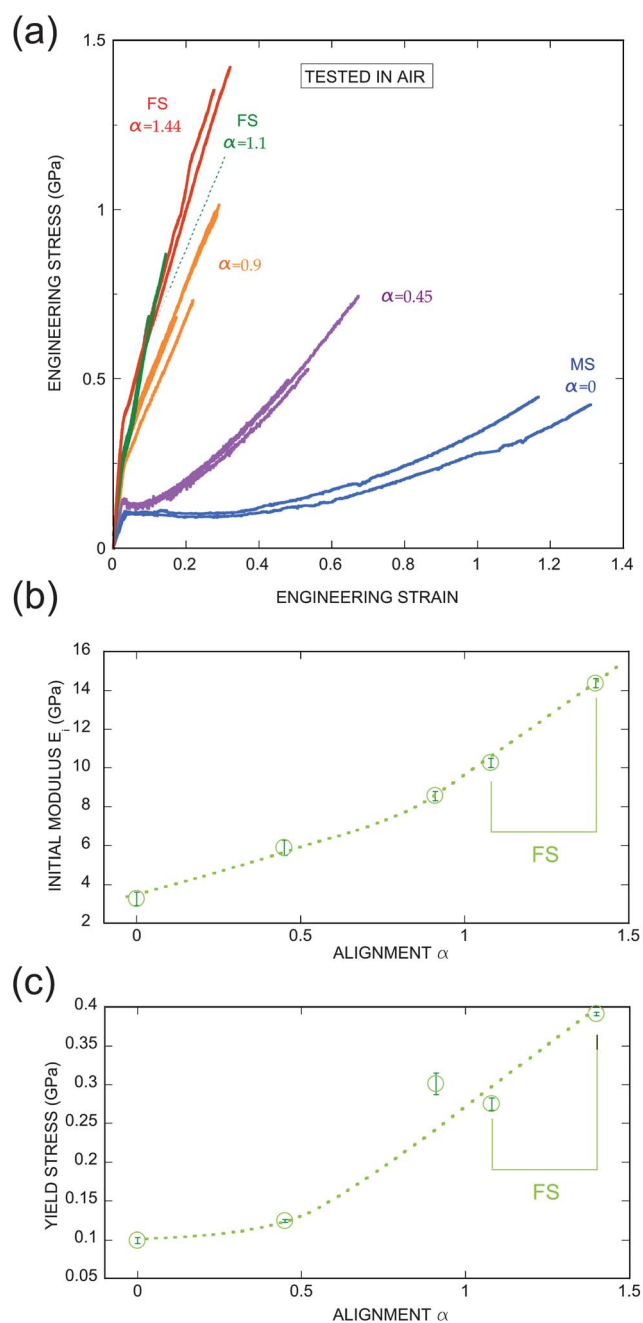 (a)
1.5
TESTED IN AIR
FS
α=1.44
FS
α=1.1
1
ENGINEERING STRESS (GPa)
α=0.9
α=0.45
0.5
MS
α=0
0
0 0.2 0.4 0.6 0.8 1 1.2 1.4
ENGINEERING STRAIN
(b)
16
14
12
10
8
6
4
2
INITIAL MODULUS Ei (GPa)
FS
0 0.5 1 1.5
ALIGNMENT α
(c)
0.4
0.35
0.3
0.25
0.2
0.15
0.1
0.05
YIELD STRESS (GPa)
FS
0 0.5 1 1.5
ALIGNMENT α